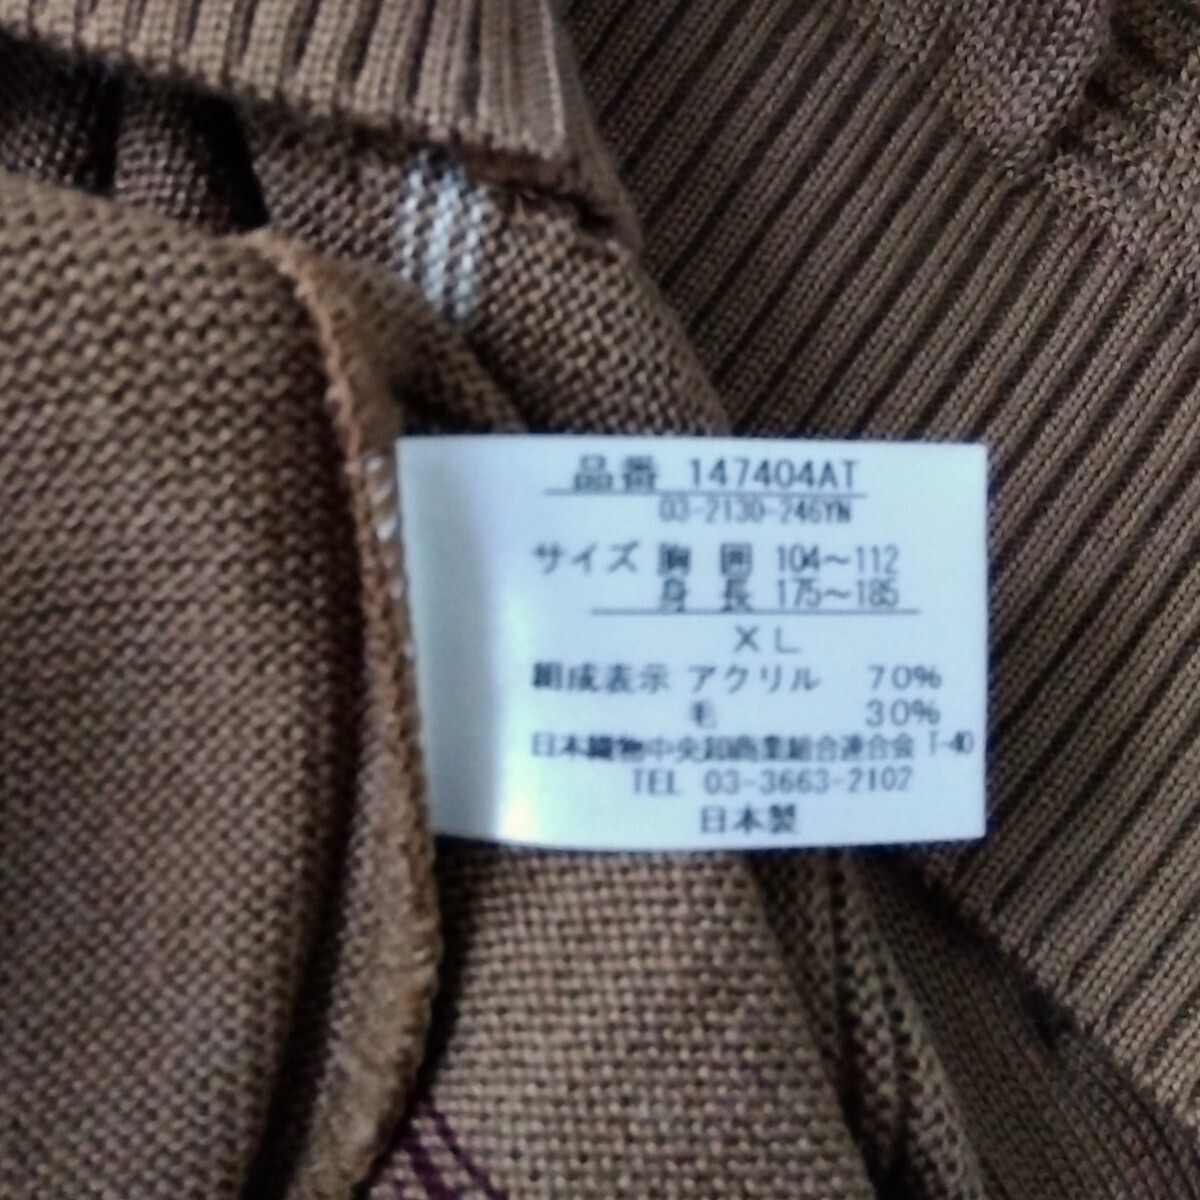 品番 147404AT
03-2130-246YN
サイズ 胸囲 104〜112
身長 175〜185
XL
組成表示 アクリル 70%
毛 30%
日本織物中央卸商業組合連合会 T-40
TEL 03-3663-2102
日本製